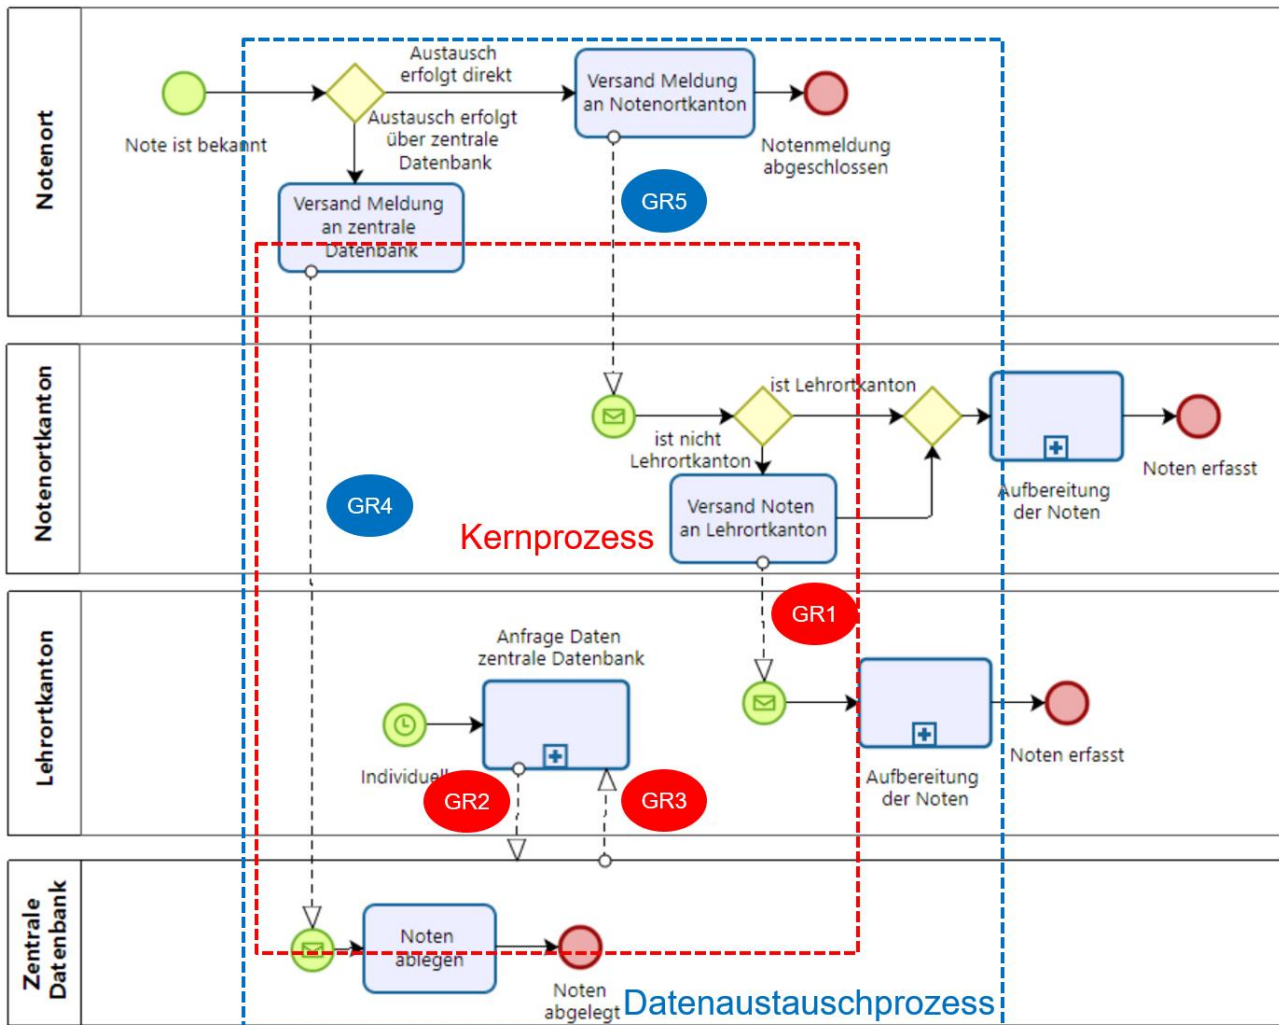 Notenort
Note ist bekannt
Austausch
erfolgt direkt
Austausch erfolgt
über zentrale
Datenbank
Versand Meldung
an Notenortkanton
Notenmeldung
abgeschlossen
Versand Meldung
an zentrale
Datenbank
GR5
Notenortkanton
ist Lehrortkanton
ist nicht
Lehrortkanton
Versand Noten
an Lehrortkanton
Aufbereitung
der Noten
Noten erfasst
GR4
Kernprozess
GR1
Lehrortkanton
Anfrage Daten
zentrale Datenbank
Individuell
GR2
GR3
Aufbereitung
der Noten
Noten erfasst
Zentrale
Datenbank
Noten
ablegen
Noten
abgelegt
Datenaustauschprozess